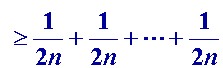 ≥ 1/2n + 1/2n + ⋯ + 1/2n